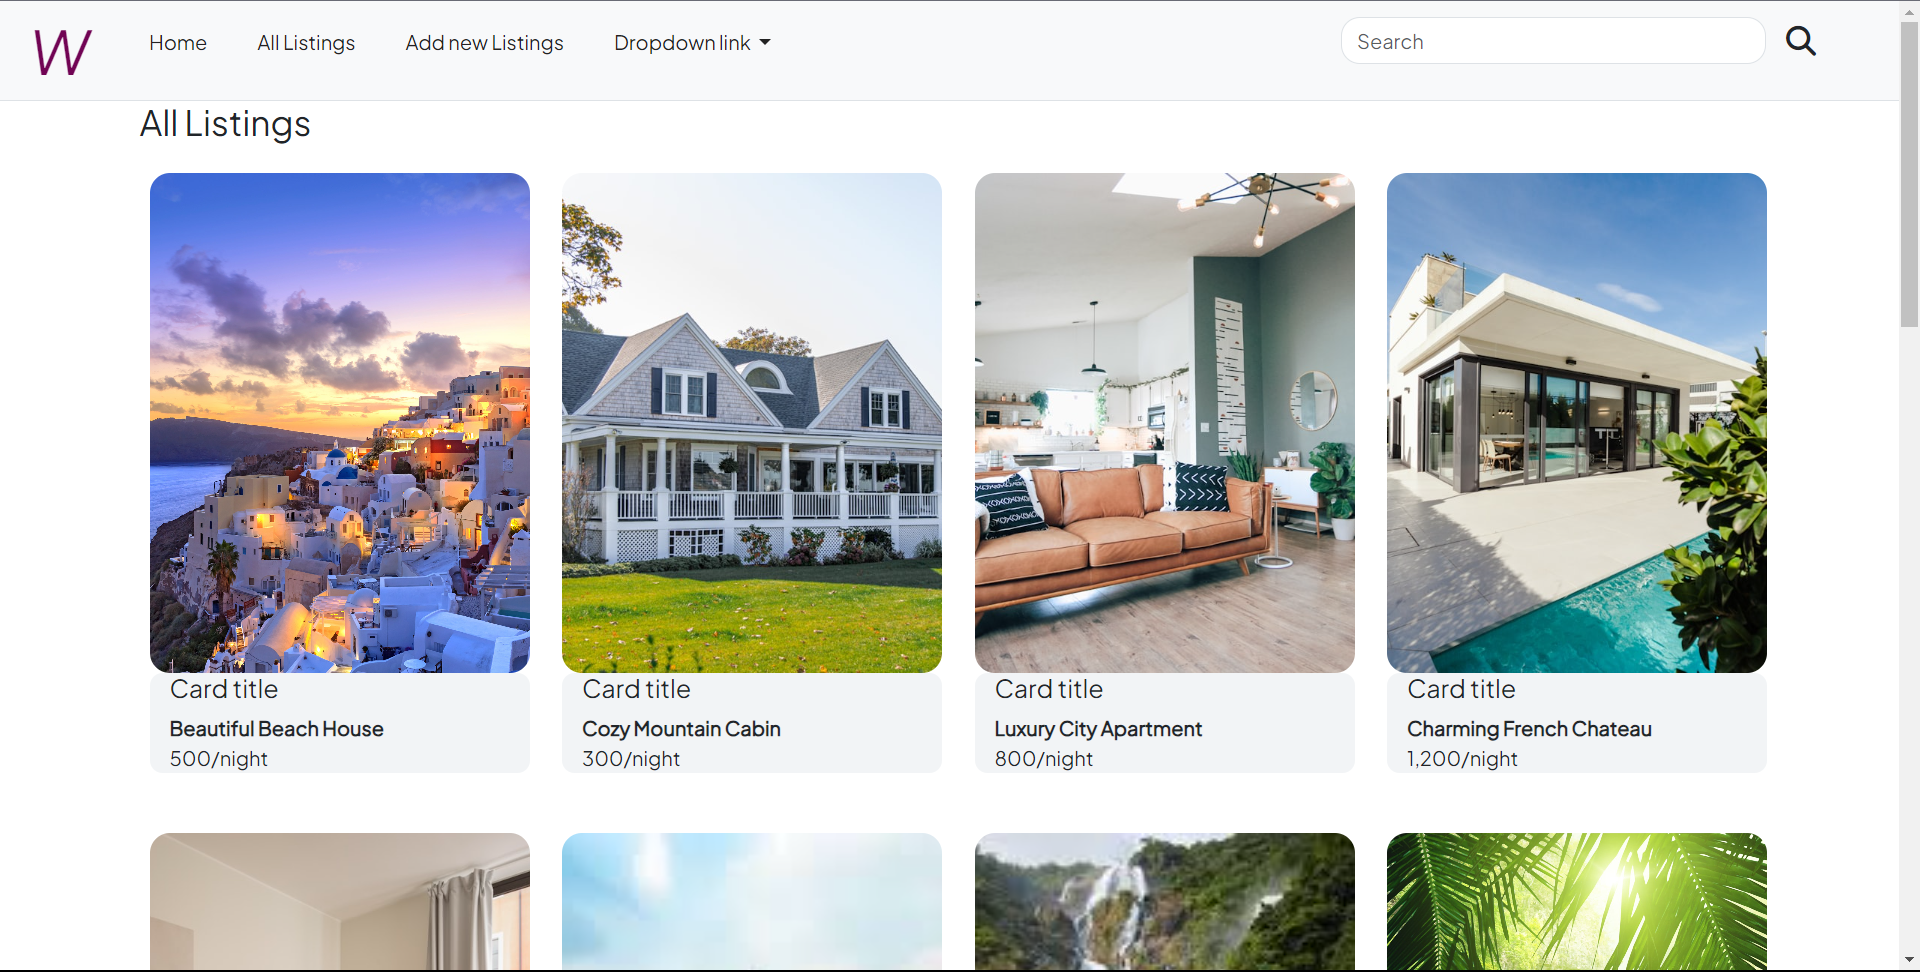 W
Home
All Listings
Add new Listings
Dropdown link
Search
All Listings
Card title
Beautiful Beach House
500/night
Card title
Cozy Mountain Cabin
300/night
Card title
Luxury City Apartment
800/night
Card title
Charming French Chateau
1,200/night